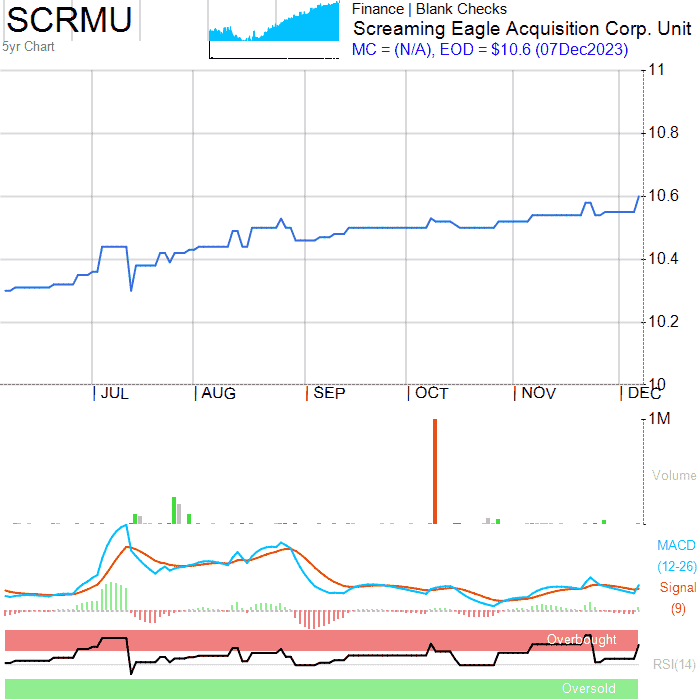 SCRMU
5yr Chart
Finance | Blank Checks
Screaming Eagle Acquisition Corp. Unit
MC = (N/A), EOD = $10.6 (07Dec2023)
11
10.8
10.6
10.4
10.2
10
JUL
AUG
SEP
OCT
NOV
DEC
1M
Volume
MACD
(12-26)
Signal
(9)
Overbought
RSI(14)
Oversold